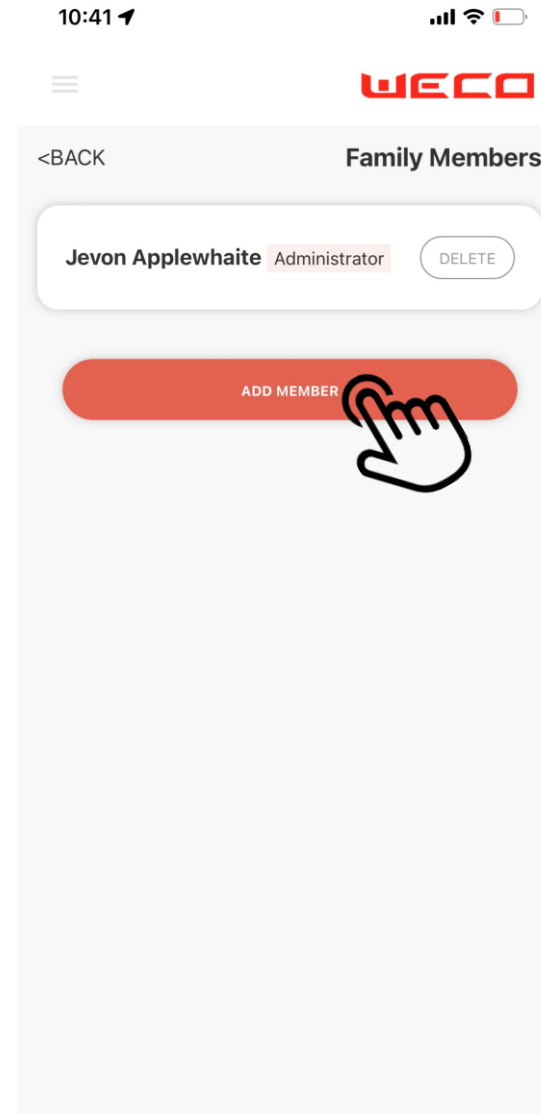 10:41
WECO
<BACK Family Members
Jevon Applewhaite Administrator DELETE
ADD MEMBER